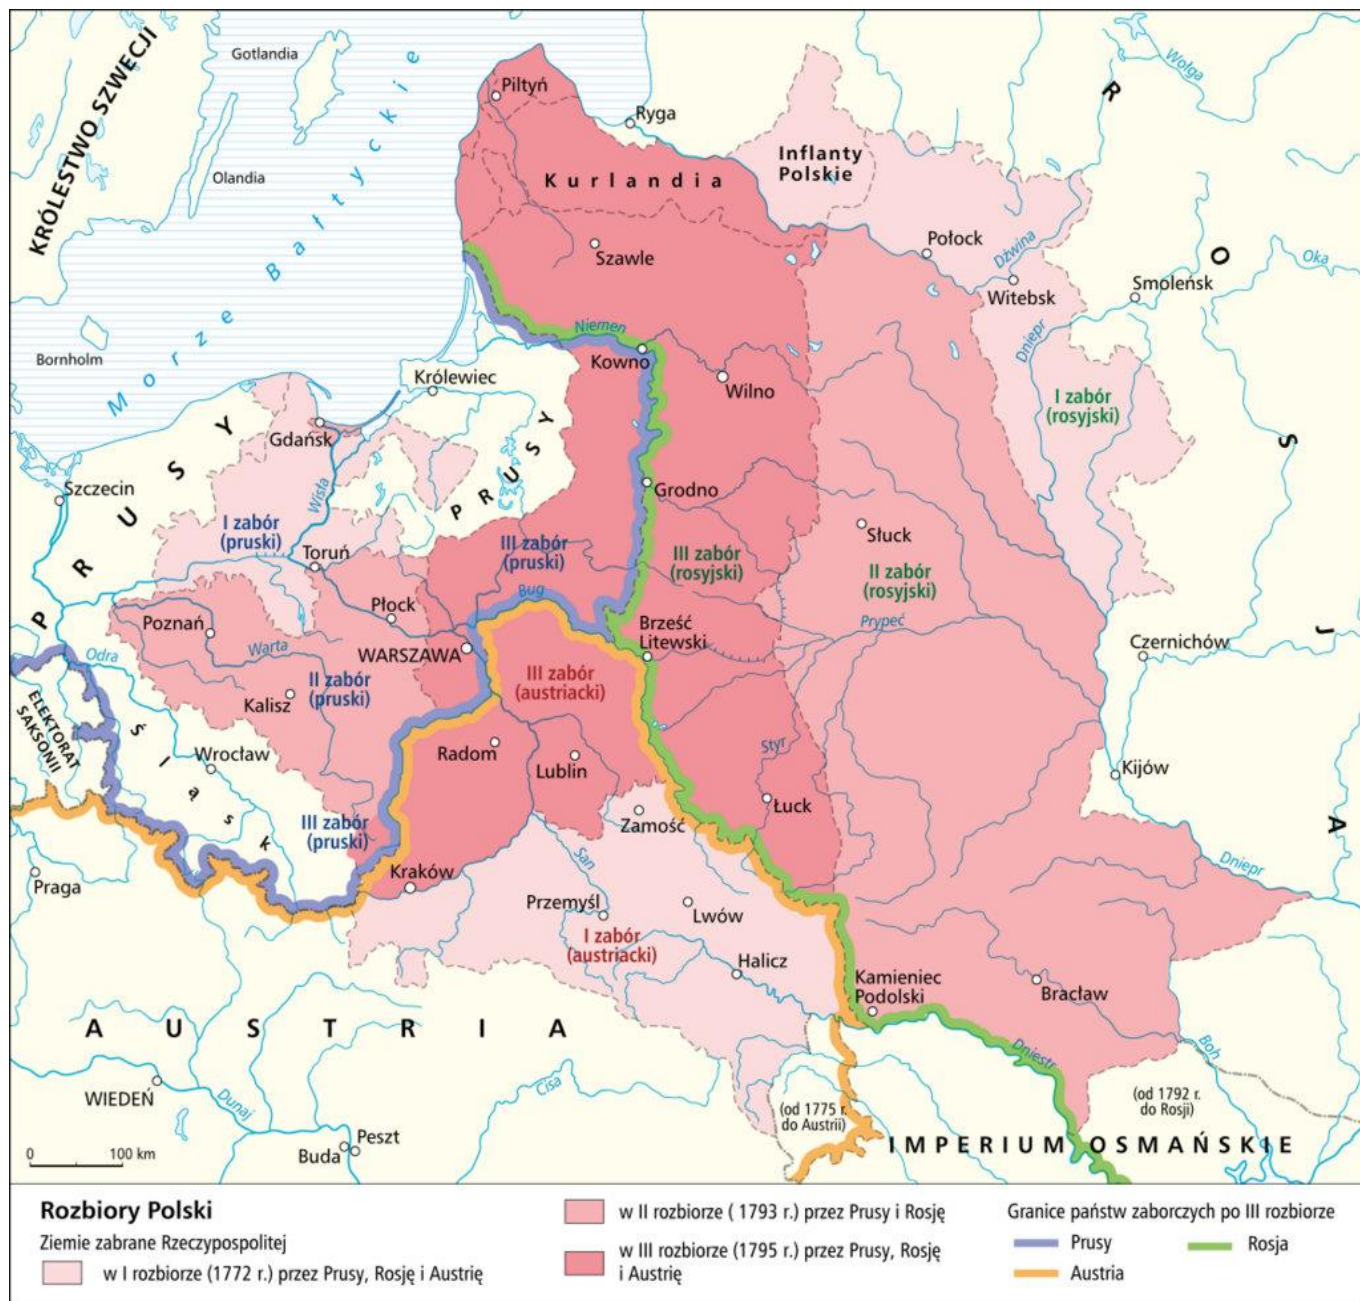 KRÓLESTWO SZWECJI
Gotlandia
Olandia
Bornholm
Morze Bałtyckie
Piltyń
Ryga
Kurlandia
Inflanty
Polskie
Szawle
Połock
Dźwina
Witebsk
Smoleńsk
Wołga
Oka
ROSJA
Dniepr
I zabór
(rosyjski)
Niemen
Kowno
Wilno
Królewiec
Gdańsk
PRUSY
PRUSY
Szczecin
Wisła
I zabór
(pruski)
Toruń
III zabór
(pruski)
Grodno
III zabór
(rosyjski)
Słuck
II zabór
(rosyjski)
Bug
Płock
Poznań
Warta
WARSZAWA
Brześć
Litewski
Prypeć
Czernichów
Odra
II zabór
(pruski)
Kalisz
III zabór
(austriacki)
ELEKTORAT
SAKSONII
Śląsk
Wrocław
Radom
Lublin
Styr
Łuck
Kijów
Zamość
III zabór
(pruski)
Kraków
San
Praga
Przemyśl
Lwów
I zabór
(austriacki)
Halicz
Dniepr
Kamieniec
Podolski
Bracław
AUSTRIA
Dniestr
Boh
WIEDEŃ
Dunaj
Cisa
Peszt
Buda
(od 1775 r.
do Austrii)
(od 1792 r.
do Rosji)
IMPERIUM OSMAŃSKIE
0 100 km
Rozbiory Polski
Ziemie zabrane Rzeczypospolitej
w I rozbiorze (1772 r.) przez Prusy, Rosję i Austrię
w II rozbiorze ( 1793 r.) przez Prusy i Rosję
w III rozbiorze (1795 r.) przez Prusy, Rosję
i Austrię
Granice państw zaborczych po III rozbiorze
Prusy
Rosja
Austria